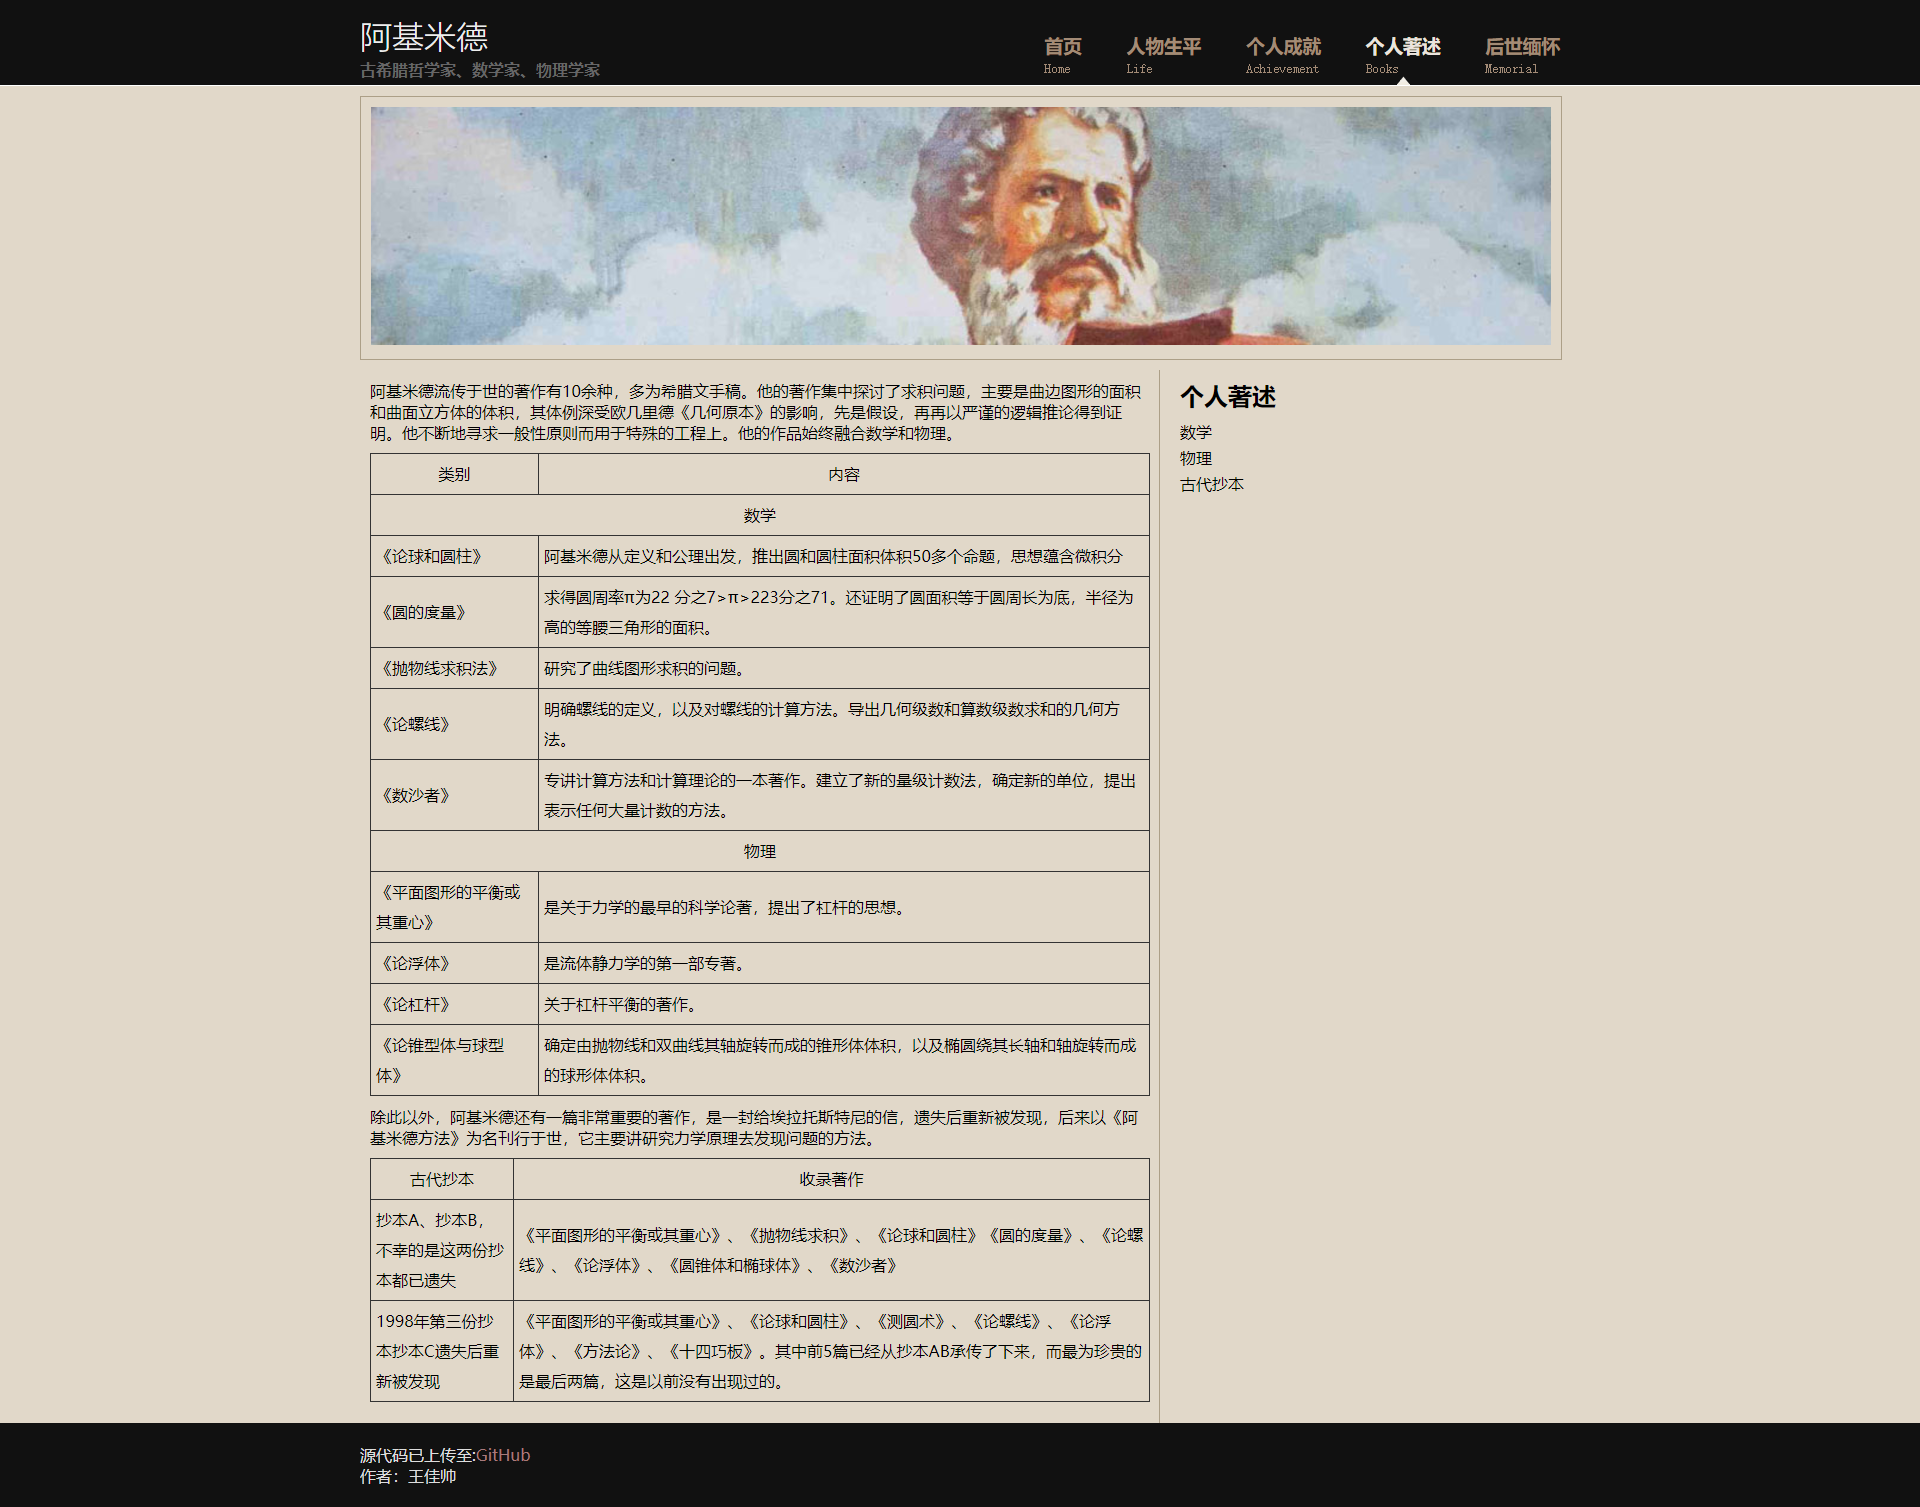 阿基米德
古希腊哲学家、数学家、物理学家
首页
Home
人物生平
Life
个人成就
Achievement
个人著述
Books
后世缅怀
Memorial
阿基米德流传于世的著作有10余种，多为希腊文手稿。他的著作集中探讨了求积问题，主要是曲边图形的面积
和曲面立方体的体积，其体例深受欧几里德《几何原本》的影响，先是假设，再再以严谨的逻辑推论得到证
明。他不断地寻求一般性原则而用于特殊的工程上。他的作品始终融合数学和物理。
类别 内容
数学
《论球和圆柱》 阿基米德从定义和公理出发，推出圆和圆柱面积体积50多个命题，思想蕴含微积分
《圆的度量》 求得圆周率π为22 分之7>π>223分之71。还证明了圆面积等于圆周长为底，半径为
高的等腰三角形的面积。
《抛物线求积法》 研究了曲线图形求积的问题。
《论螺线》 明确螺线的定义，以及对螺线的计算方法。导出几何级数和算数级数求和的几何方
法。
《数沙者》 专讲计算方法和计算理论的一本著作。建立了新的量级计数法，确定新的单位，提出
表示任何大量计数的方法。
物理
《平面图形的平衡或
其重心》 是关于力学的最早的科学论著，提出了杠杆的思想。
《论浮体》 是流体静力学的第一部专著。
《论杠杆》 关于杠杆平衡的著作。
《论锥型体与球型
体》 确定由抛物线和双曲线其轴旋转而成的锥形体体积，以及椭圆绕其长轴和轴旋转而成
的球形体体积。
除此以外，阿基米德还有一篇非常重要的著作，是一封给埃拉托斯特尼的信，遗失后重新被发现，后来以《阿
基米德方法》为名刊行于世，它主要讲研究力学原理去发现问题的方法。
古代抄本 收录著作
抄本A、抄本B，
不幸的是这两份抄
本都已遗失
《平面图形的平衡或其重心》、《抛物线求积》、《论球和圆柱》《圆的度量》、《论螺
线》、《论浮体》、《圆锥体和椭球体》、《数沙者》
1998年第三份抄
本抄本C遗失后重
新被发现
《平面图形的平衡或其重心》、《论球和圆柱》、《测圆术》、《论螺线》、《论浮
体》、《方法论》、《十四巧板》。其中前5篇已经从抄本AB承传了下来，而最为珍贵的
是最后两篇，这是以前没有出现过的。
个人著述
数学
物理
古代抄本
源代码已上传至:GitHub
作者：王佳帅